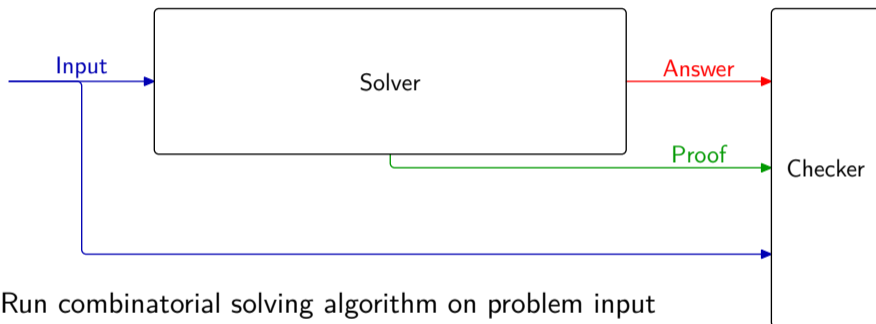 Input
Solver
Answer
Proof
Checker
Run combinatorial solving algorithm on problem input